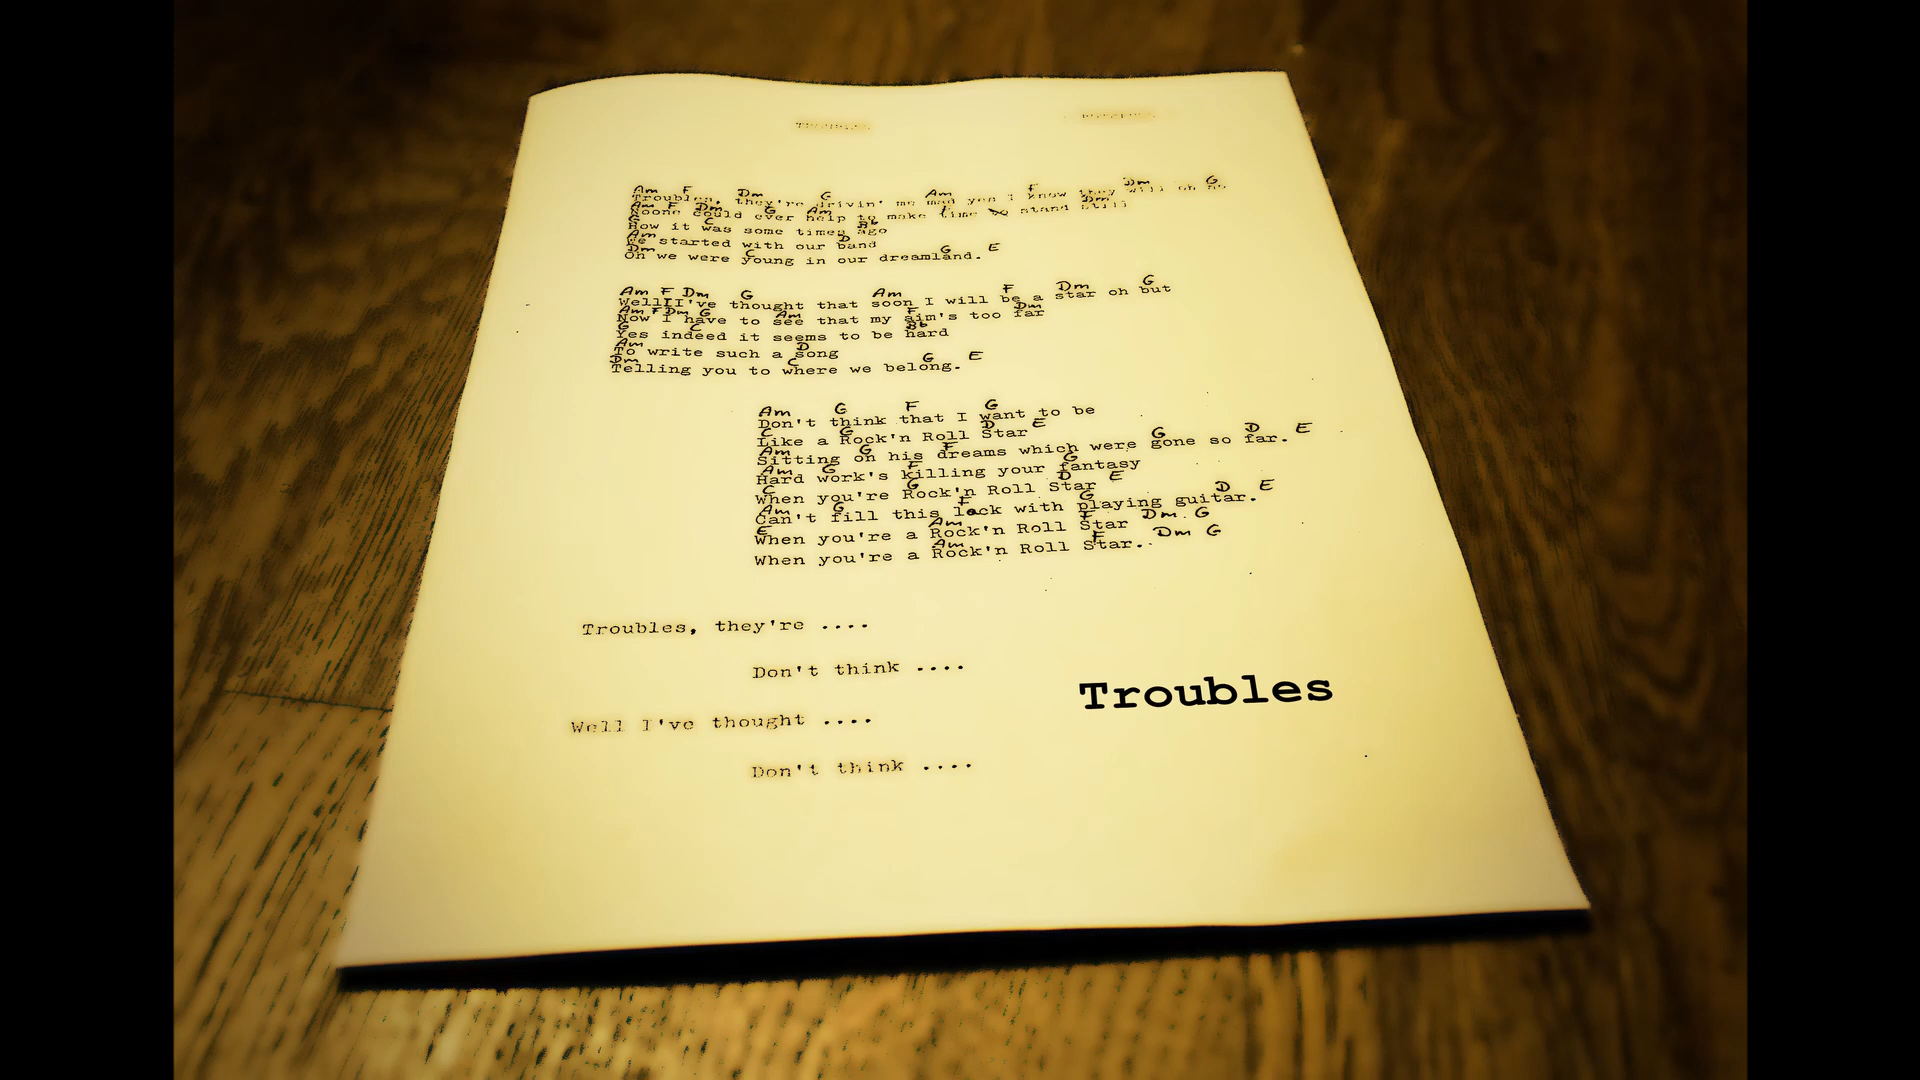 Am F Dm G Am F Dm G
Troubles, they're drivin' me mad yes I know they will oh no
Am F Dm G Am F Dm
Noone could ever help to make time stand still
G C Bb
How it was some times ago
Am D
We started with our band
Dm C G E
Oh we were young in our dreamland.
Am F Dm G Am F Dm G
WellII've thought that soon I will be a star oh but
Am F Dm G Am F Dm
Now I have to see that my aim's too far
G C Bb
Yes indeed it seems to be hard
Am D
To write such a song
Dm C G E
Telling you to where we belong.
Am G F G
Don't think that I want to be
C G D E
Like a Rock'n Roll Star
Am G F G D E
Sitting on his dreams which were gone so far.
Am G F G
Hard work's killing your fantasy
C G D E
When you're Rock'n Roll Star
Am G F G D E
Can't fill this lack with playing guitar.
E Am F Dm G
When you're a Rock'n Roll Star
Am F Dm G
When you're a Rock'n Roll Star.
Troubles, they're ....
Don't think ....
Troubles
Well I've thought ....
Don't think ....